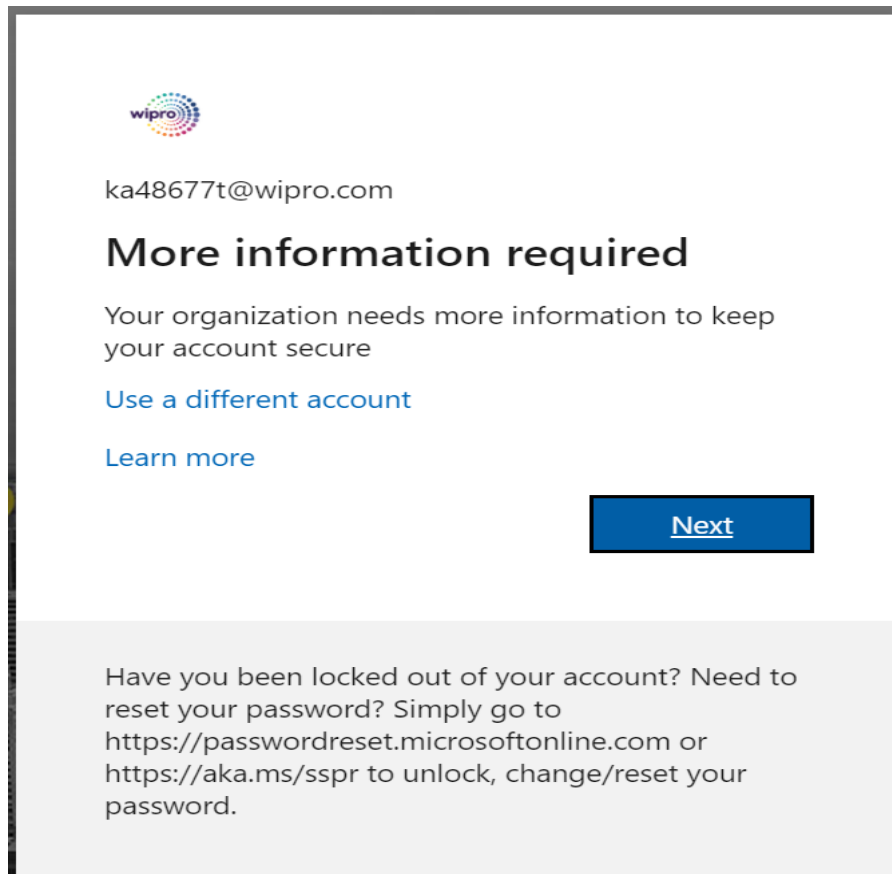 wipro
ka48677t@wipro.com
More information required
Your organization needs more information to keep
your account secure
Use a different account
Learn more
Next
Have you been locked out of your account? Need to
reset your password? Simply go to
https://passwordreset.microsoftonline.com or
https://aka.ms/sspr to unlock, change/reset your
password.